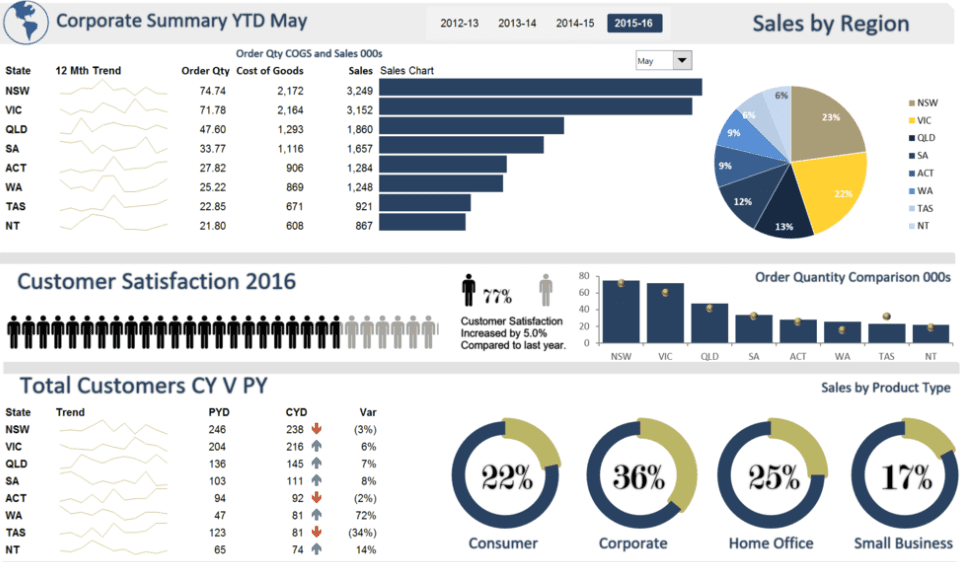 Corporate Summary YTD May
2012-13 2013-14 2014-15 2015-16
Sales by Region
Order Qty COGS and Sales 000s
May
State 12 Mth Trend Order Qty Cost of Goods Sales Sales Chart
NSW 74.74 2,172 3,249
VIC 71.78 2,164 3,152
QLD 47.60 1,293 1,860
SA 33.77 1,116 1,657
ACT 27.82 906 1,284
WA 25.22 869 1,248
TAS 22.85 671 921
NT 21.80 608 867
6%
23%
6%
9%
9%
22%
12%
13%
NSW
VIC
QLD
SA
ACT
WA
TAS
NT
Customer Satisfaction 2016
77%
Customer Satisfaction
Increased by 5.0%
Compared to last year.
Order Quantity Comparison 000s
80
60
40
20
0
NSW VIC QLD SA ACT WA TAS NT
Total Customers CY V PY
State Trend PYD CYD Var
NSW 246 238 (3%)
VIC 204 216 6%
QLD 136 145 7%
SA 103 111 8%
ACT 94 92 (2%)
WA 47 81 72%
TAS 123 81 (34%)
NT 65 74 14%
Sales by Product Type
22% 36% 25% 17%
Consumer Corporate Home Office Small Business